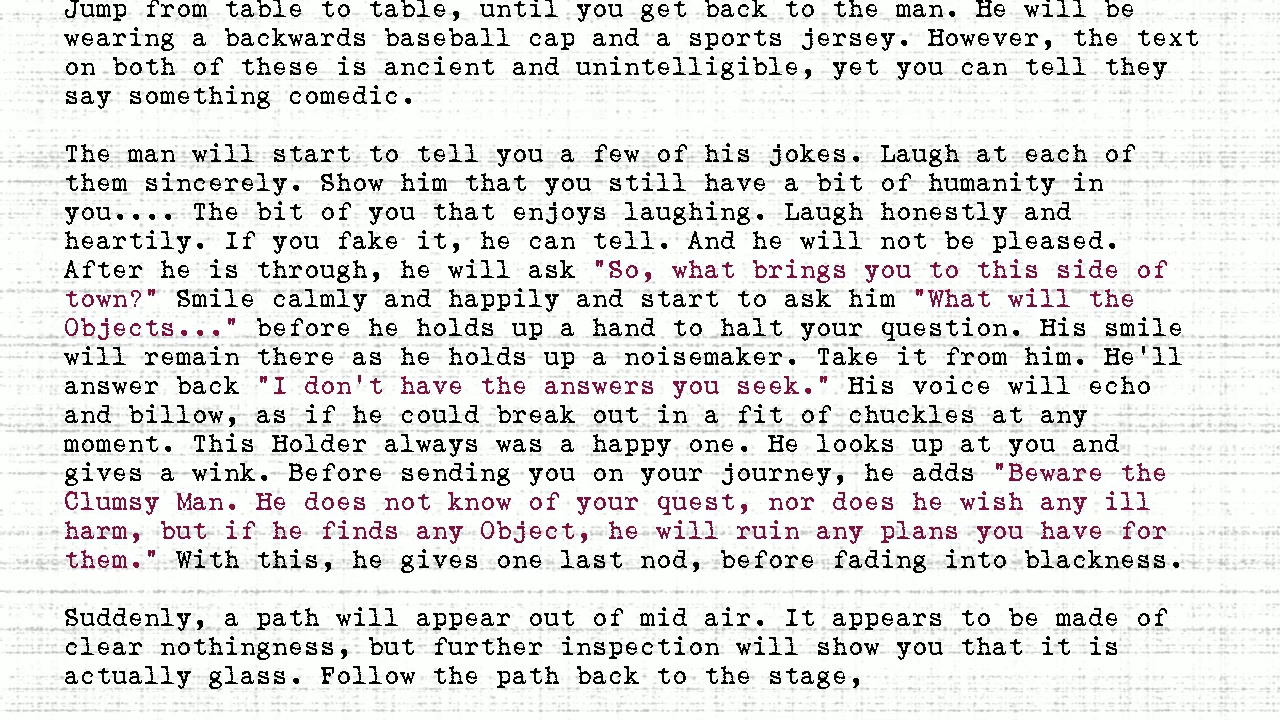 Jump from table to table, until you get back to the man. He will be
wearing a backwards baseball cap and a sports jersey. However, the text
on both of these is ancient and unintelligible, yet you can tell they
say something comedic.
The man will start to tell you a few of his jokes. Laugh at each of
them sincerely. Show him that you still have a bit of humanity in
you.... The bit of you that enjoys laughing. Laugh honestly and
heartily. If you fake it, he can tell. And he will not be pleased.
After he is through, he will ask "So, what brings you to this side of
town?" Smile calmly and happily and start to ask him "What will the
Objects..." before he holds up a hand to halt your question. His smile
will remain there as he holds up a noisemaker. Take it from him. He'll
answer back "I don't have the answers you seek." His voice will echo
and billow, as if he could break out in a fit of chuckles at any
moment. This Holder always was a happy one. He looks up at you and
gives a wink. Before sending you on your journey, he adds "Beware the
Clumsy Man. He does not know of your quest, nor does he wish any ill
harm, but if he finds any Object, he will ruin any plans you have for
them." With this, he gives one last nod, before fading into blackness.
Suddenly, a path will appear out of mid air. It appears to be made of
clear nothingness, but further inspection will show you that it is
actually glass. Follow the path back to the stage,